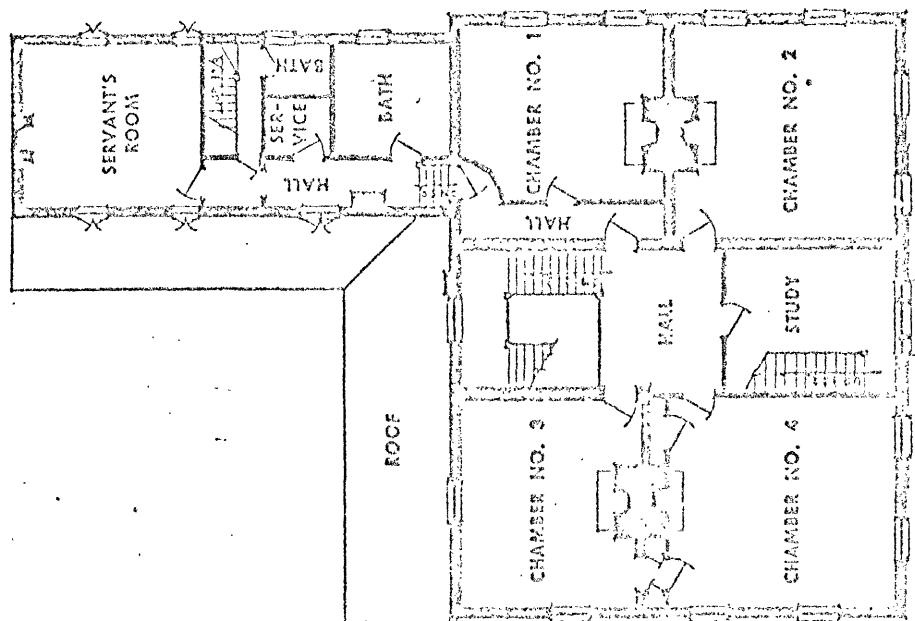 SERVANT'S
ROOM
BATH
SER-
VICE
BATH
HALL
CHAMBER NO. 1
CHAMBER NO. 2
HALL
HALL
STUDY
ROOF
CHAMBER NO. 3
CHAMBER NO. 4